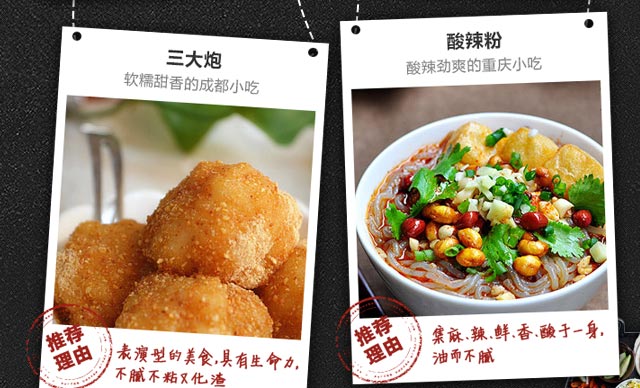 三大炮
软糯甜香的成都小吃
推荐
理由
表演型的美食,具有生命力,
不腻不粘又化渣
酸辣粉
酸辣劲爽的重庆小吃
推荐
理由
集麻、辣、鲜、香、酸于一身,
油而不腻